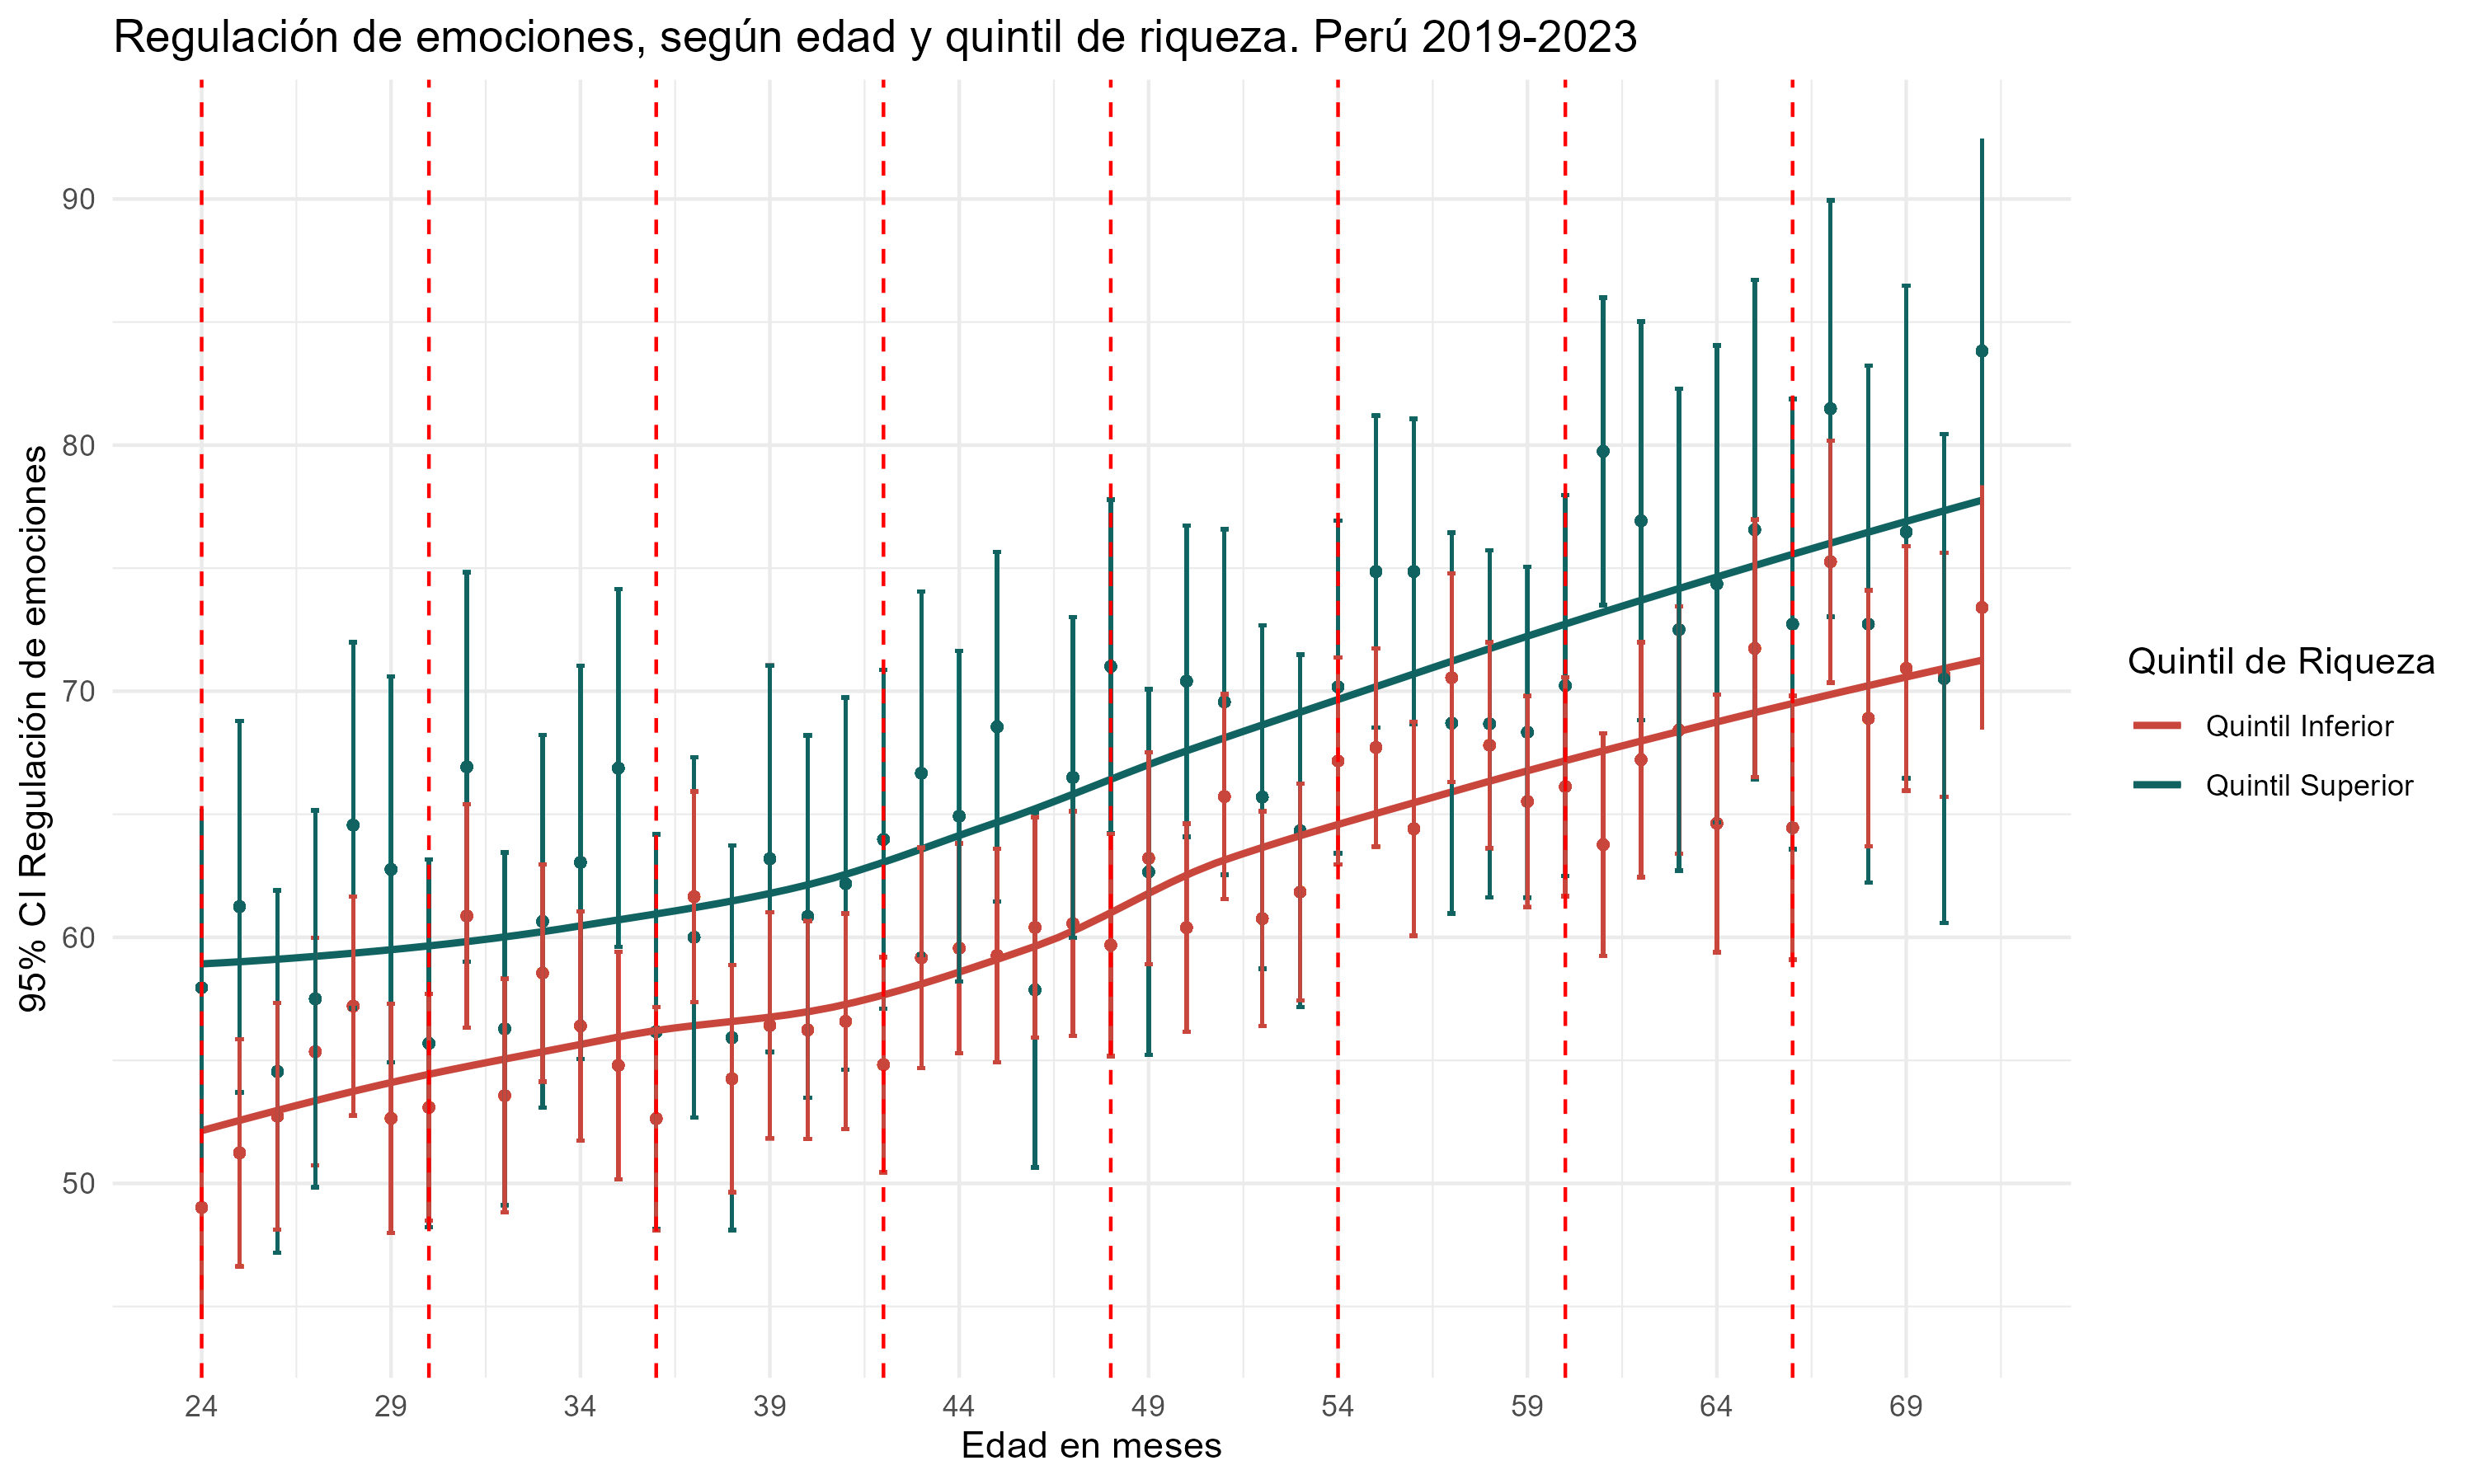 Regulación de emociones, según edad y quintil de riqueza. Perú 2019-2023
95% CI Regulación de emociones
90
80
70
60
50
24 29 34 39 44 49 54 59 64 69
Edad en meses
Quintil de Riqueza
Quintil Inferior
Quintil Superior